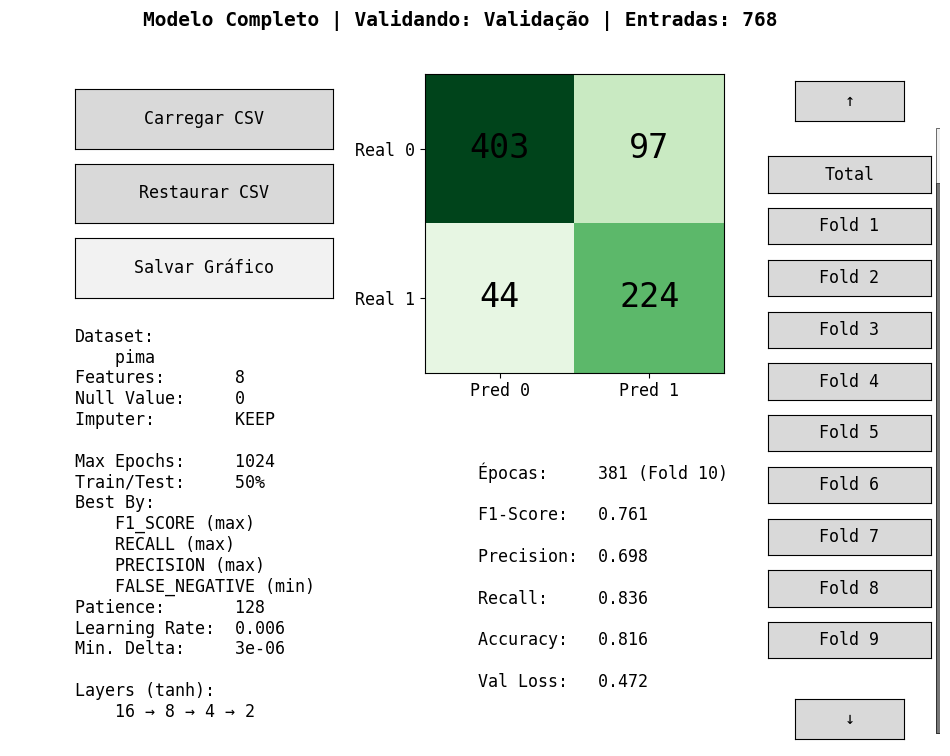 Modelo Completo | Validando: Validação | Entradas: 768
Carregar CSV
Restaurar CSV
Salvar Gráfico
Dataset:
    pima
Features:       8
Null Value:     0
Imputer:        KEEP
Max Epochs:     1024
Train/Test:     50%
Best By:
    F1_SCORE (max)
    RECALL (max)
    PRECISION (max)
    FALSE_NEGATIVE (min)
Patience:       128
Learning Rate:  0.006
Min. Delta:     3e-06
Layers (tanh):
    16 → 8 → 4 → 2
Real 0 403 97
Real 1 44 224
Pred 0 Pred 1
Épocas:     381 (Fold 10)
F1-Score:   0.761
Precision:  0.698
Recall:     0.836
Accuracy:   0.816
Val Loss:   0.472
↑
Total
Fold 1
Fold 2
Fold 3
Fold 4
Fold 5
Fold 6
Fold 7
Fold 8
Fold 9
↓